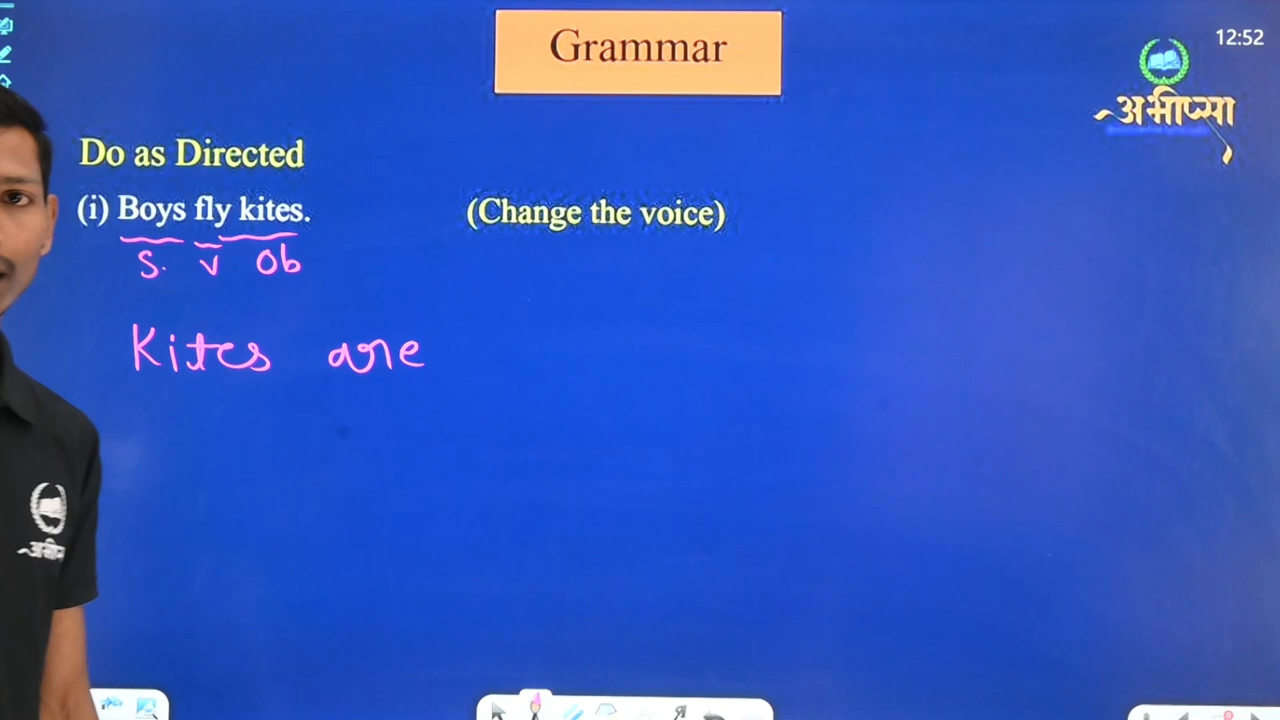 Grammar
12:52
अभीप्सा
Do as Directed
(i) Boys fly kites. (Change the voice)
S. V Ob
Kites are